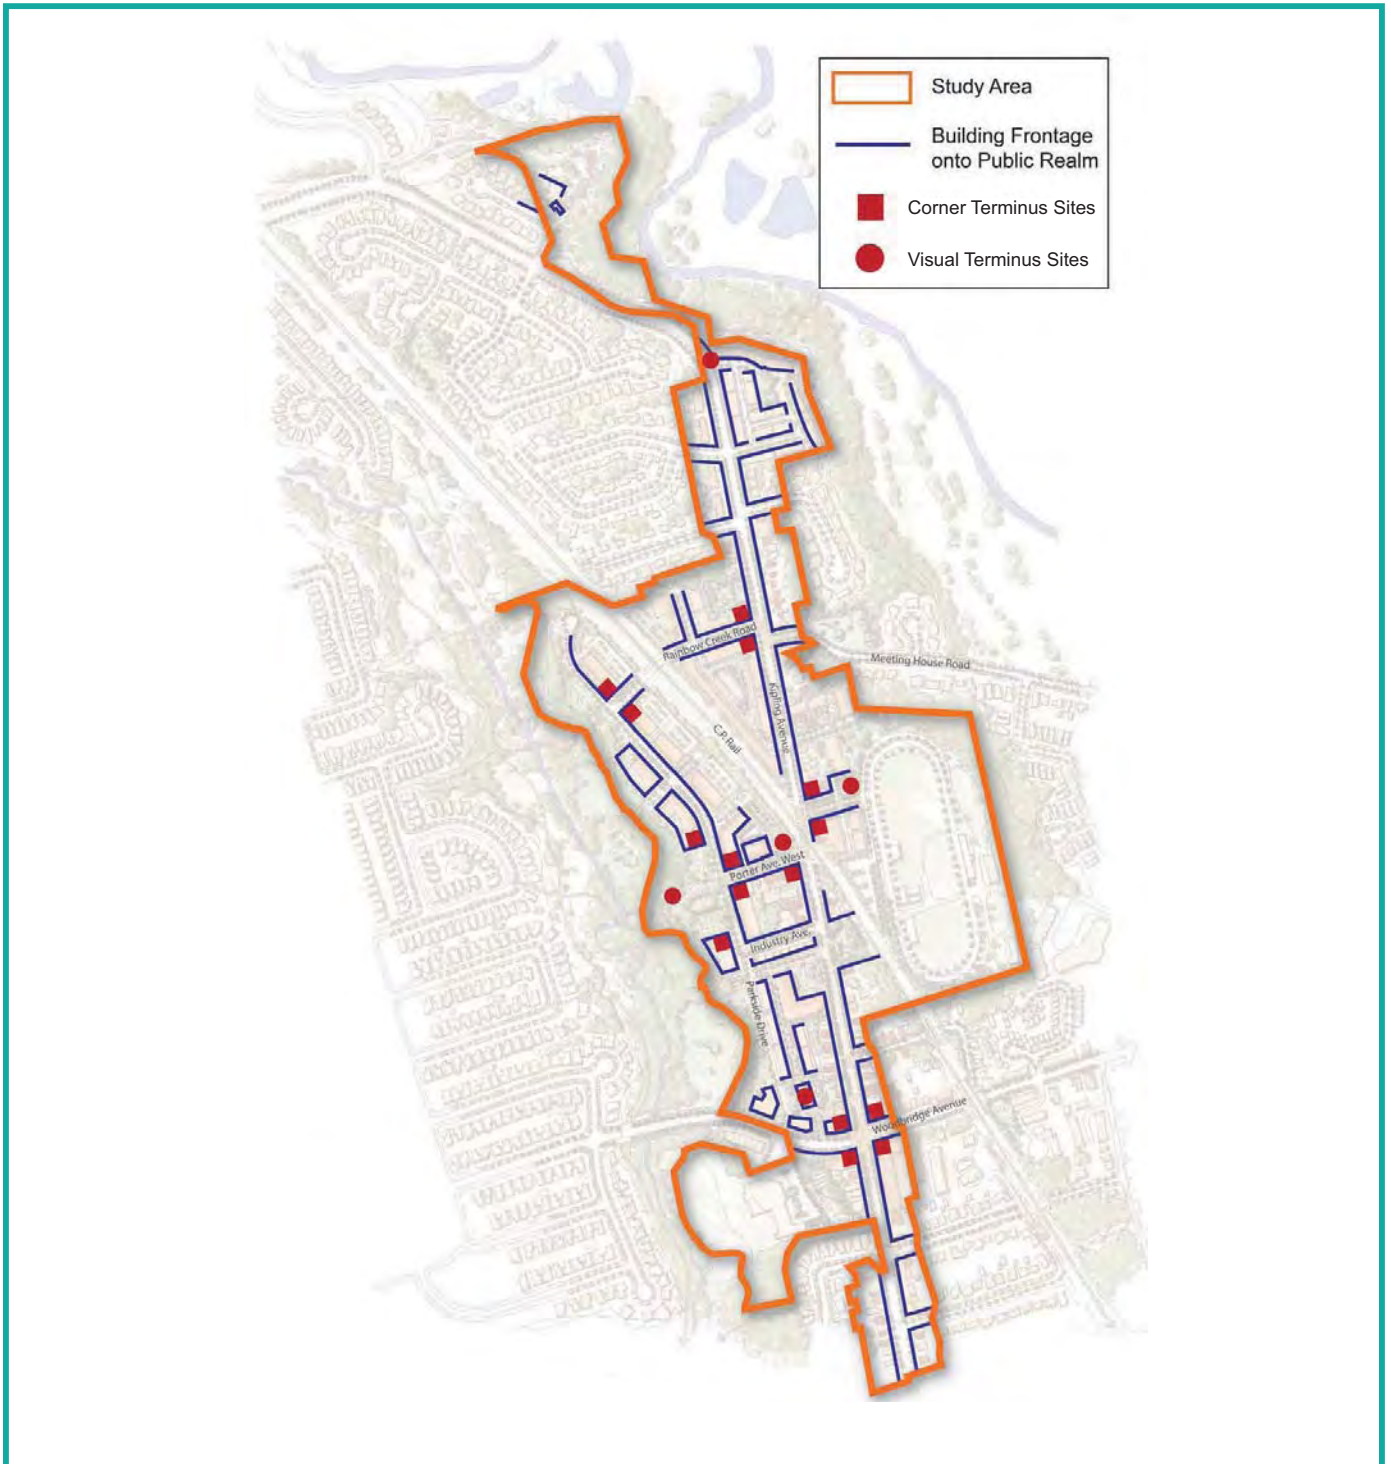 Study Area
Building Frontage
onto Public Realm
Corner Terminus Sites
Visual Terminus Sites
Rainbow Creek Road
Meeting House Road
Kipling Avenue
C.P. Rail
Porter Ave. West
Industry Ave.
Parkside Drive
Woodbridge Avenue